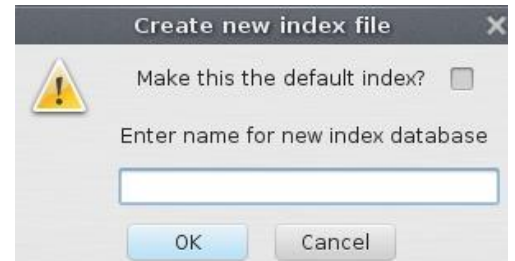 Create new index file
Make this the default index?
Enter name for new index database
OK Cancel